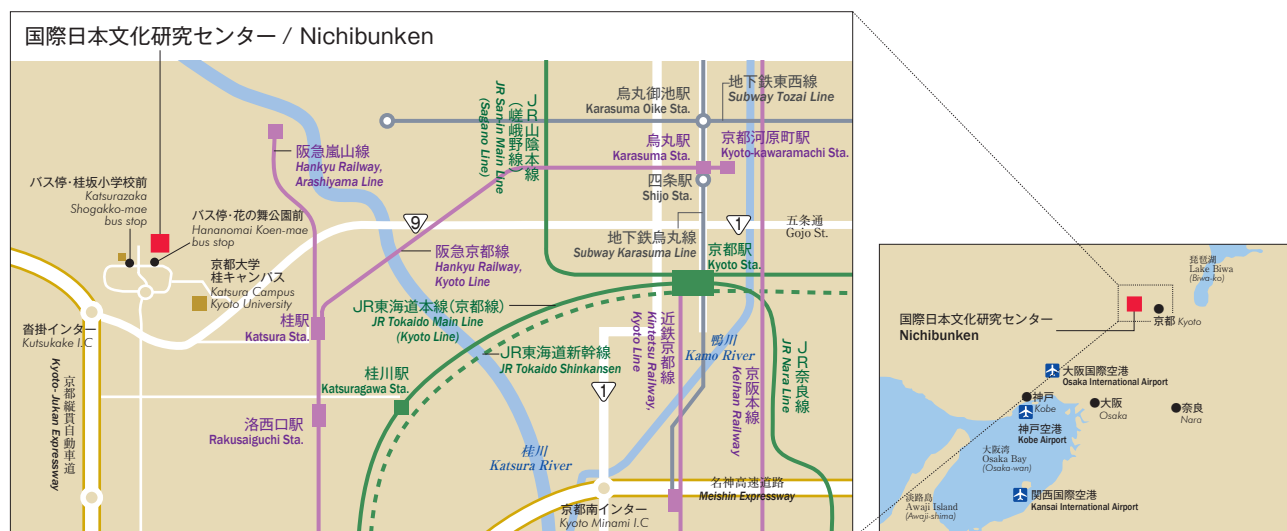 国際日本文化研究センター / Nichibunken
地下鉄東西線
Subway Tozai Line
烏丸御池駅
Karasuma Oike Sta.
JR山陰本線
(嵯峨野線)
JR San-in Main Line
(Sagano Line)
烏丸駅
Karasuma Sta.
京都河原町駅
Kyoto-kawaramachi Sta.
阪急嵐山線
Hankyu Railway,
Arashiyama Line
四条駅
Shijo Sta.
バス停・桂坂小学校前
Katsurazaka
Shogakko-mae
bus stop
バス停・花の舞公園前
Hananomai Koen-mae
bus stop
9
1
五条通
Gojo St.
地下鉄烏丸線
Subway Karasuma Line
阪急京都線
Hankyu Railway,
Kyoto Line
京都駅
Kyoto Sta.
京都大学
桂キャンパス
Katsura Campus
Kyoto University
JR東海道本線(京都線)
JR Tokaido Main Line
(Kyoto Line)
桂駅
Katsura Sta.
沓掛インター
Kutsukake I.C
近鉄京都線
Kintetsu Railway,
Kyoto Line
鴨川
Kamo River
JR東海道新幹線
JR Tokaido Shinkansen
JR奈良線
JR Nara Line
京阪本線
Keihan Railway
京都縦貫自動車道
Kyoto-Jukan Expressway
桂川駅
Katsuragawa Sta.
1
洛西口駅
Rakusaiguchi Sta.
桂川
Katsura River
名神高速道路
Meishin Expressway
京都南インター
Kyoto Minami I.C
琵琶湖
Lake Biwa
(Biwa-ko)
国際日本文化研究センター
Nichibunken
京都 Kyoto
大阪国際空港
Osaka International Airport
神戸
Kobe
大阪
Osaka
奈良
Nara
神戸空港
Kobe Airport
大阪湾
Osaka Bay
(Osaka-wan)
淡路島
Awaji Island
(Awaji-shima)
関西国際空港
Kansai International Airport